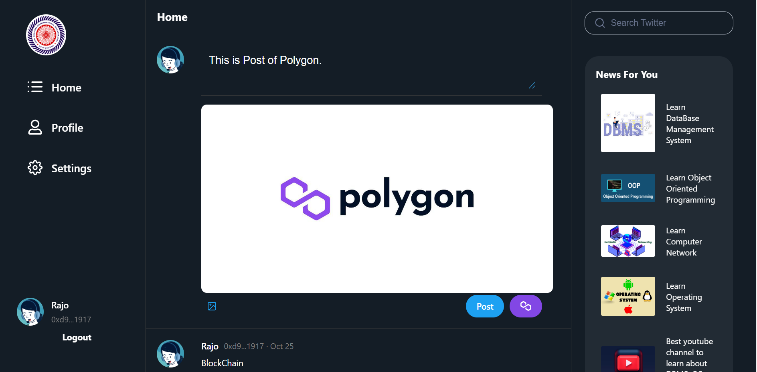 Home
Profile
Settings
Rajo
0xd9...1917
Logout
Home
This is Post of Polygon.
polygon
Post
Rajo 0xd9...1917 · Oct 25
BlockChain
Search Twitter
News For You
DBMS
Learn
DataBase
Management
System
OOP
Object Oriented Programming
Learn Object
Oriented
Programming
Learn
Computer
Network
OPERATING
SYSTEM
Learn
Operating
System
Best youtube
channel to
learn about